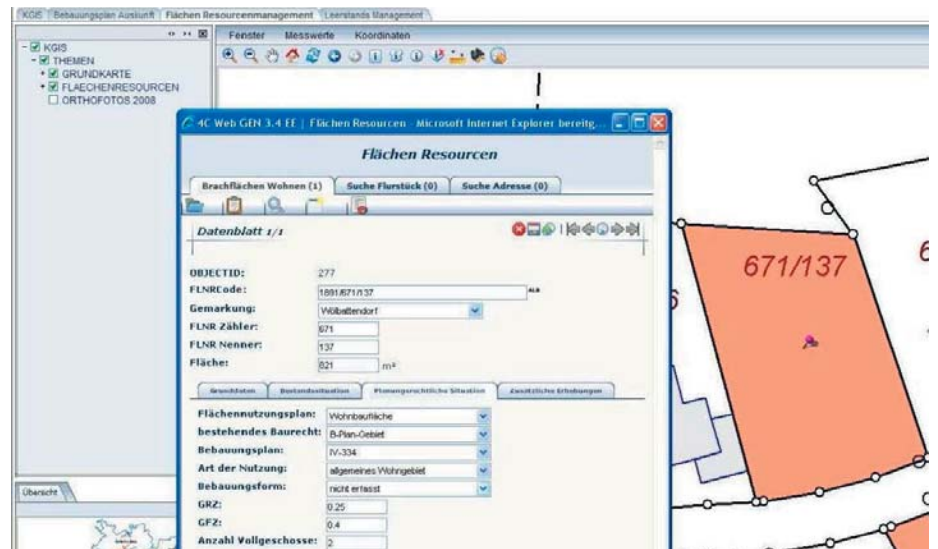 KGIS Bebauungsplan Auskunft Flächen Resourcenmanagement Leerstands Management
Fenster Messwerte Koordinaten
KGIS
THEMEN
GRUNDKARTE
FLAECHENRESOURCEN
ORTHOFOTOS 2008
4C Web GEN 3.4 EE | Flächen Resourcen - Microsoft Internet Explorer bereitg...
Flächen Resourcen
Brachflächen Wohnen (1) Suche Flurstück (0) Suche Adresse (0)
Datenblatt 1/1
OBJECTID: 277
FLNRCode: 1891/671/137
Gemarkung: Wölbattendorf
FLNR Zähler: 671
FLNR Nenner: 137
Fläche: 821 m²
Grunddaten Bestandssituation Planungsrechtliche Situation Zusätzliche Erhebungen
Flächennutzungsplan: Wohnbaufläche
bestehendes Baurecht: B-Plan-Gebiet
Bebauungsplan: IV-334
Art der Nutzung: allgemeines Wohngebiet
Bebauungsform: nicht erfasst
GRZ: 0.25
GFZ: 0.4
Anzahl Vollgeschosse: 2
671/137
6
6
Übersicht